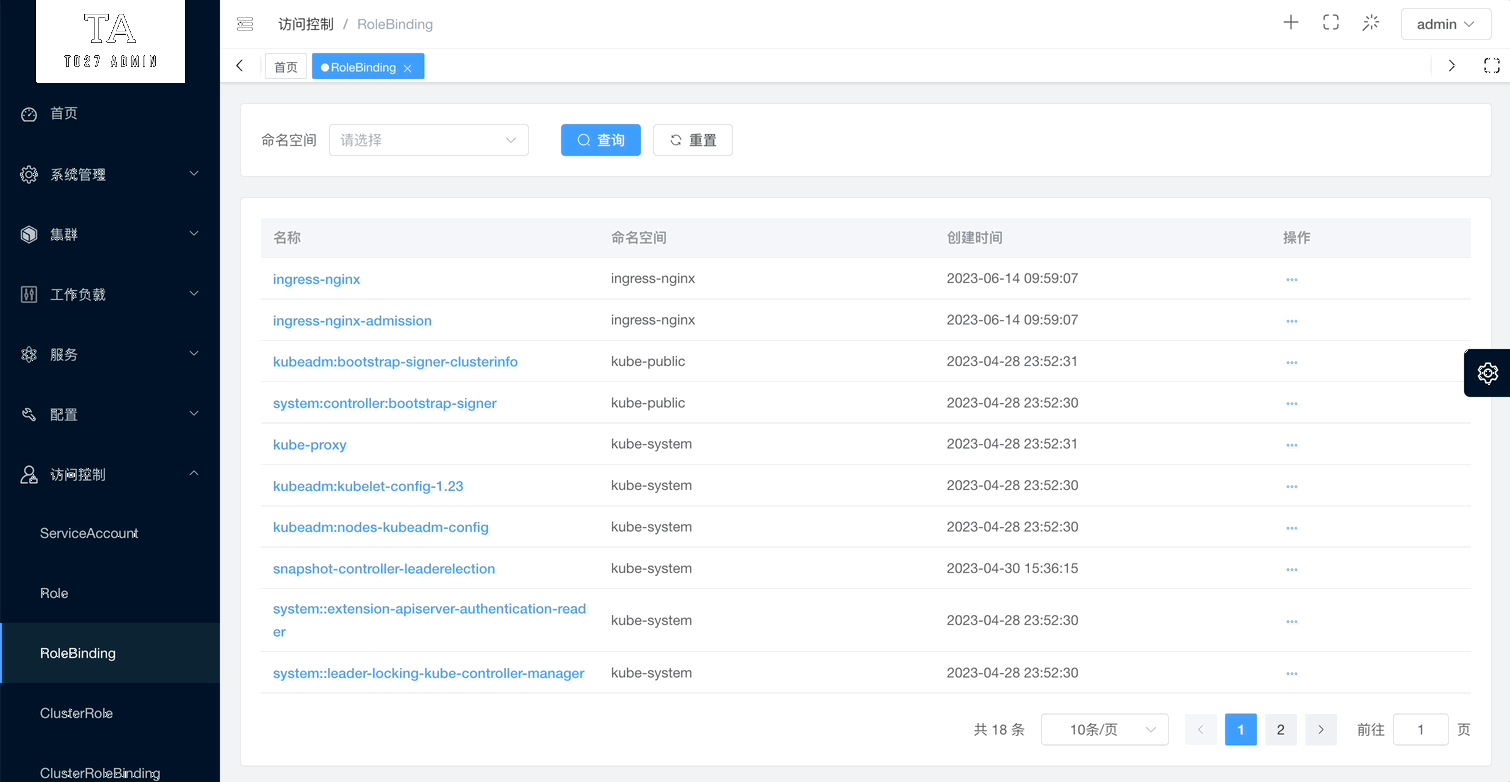 TA
TO27 ADMIN
首页
系统管理
集群
工作负载
服务
配置
访问控制
ServiceAccount
Role
RoleBinding
ClusterRole
ClusterRoleBinding
访问控制 / RoleBinding
admin
首页
RoleBinding
命名空间 请选择 查询 重置
名称 命名空间 创建时间 操作
ingress-nginx ingress-nginx 2023-06-14 09:59:07
ingress-nginx-admission ingress-nginx 2023-06-14 09:59:07
kubeadm:bootstrap-signer-clusterinfo kube-public 2023-04-28 23:52:31
system:controller:bootstrap-signer kube-public 2023-04-28 23:52:30
kube-proxy kube-system 2023-04-28 23:52:31
kubeadm:kubelet-config-1.23 kube-system 2023-04-28 23:52:30
kubeadm:nodes-kubeadm-config kube-system 2023-04-28 23:52:30
snapshot-controller-leaderelection kube-system 2023-04-30 15:36:15
system::extension-apiserver-authentication-read
er kube-system 2023-04-28 23:52:30
system::leader-locking-kube-controller-manager kube-system 2023-04-28 23:52:30
共 18 条 10条/页 1 2 前往 1 页